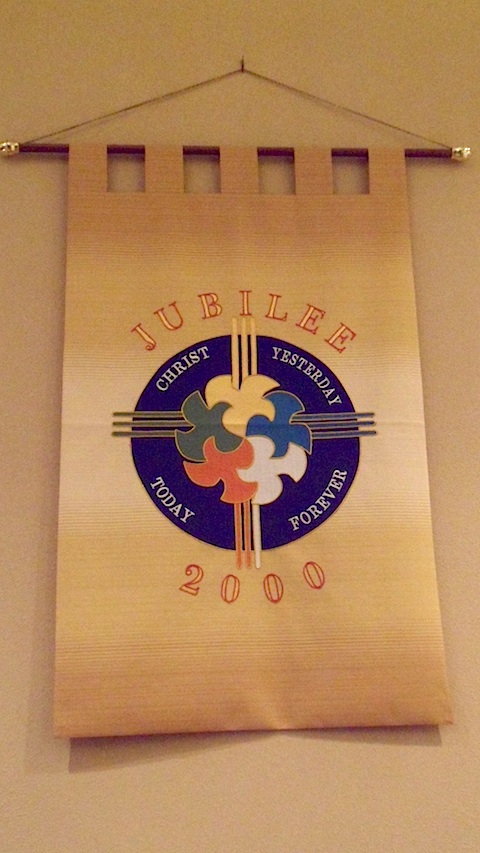 JUBILEE
CHRIST
YESTERDAY
TODAY
FOREVER
2000